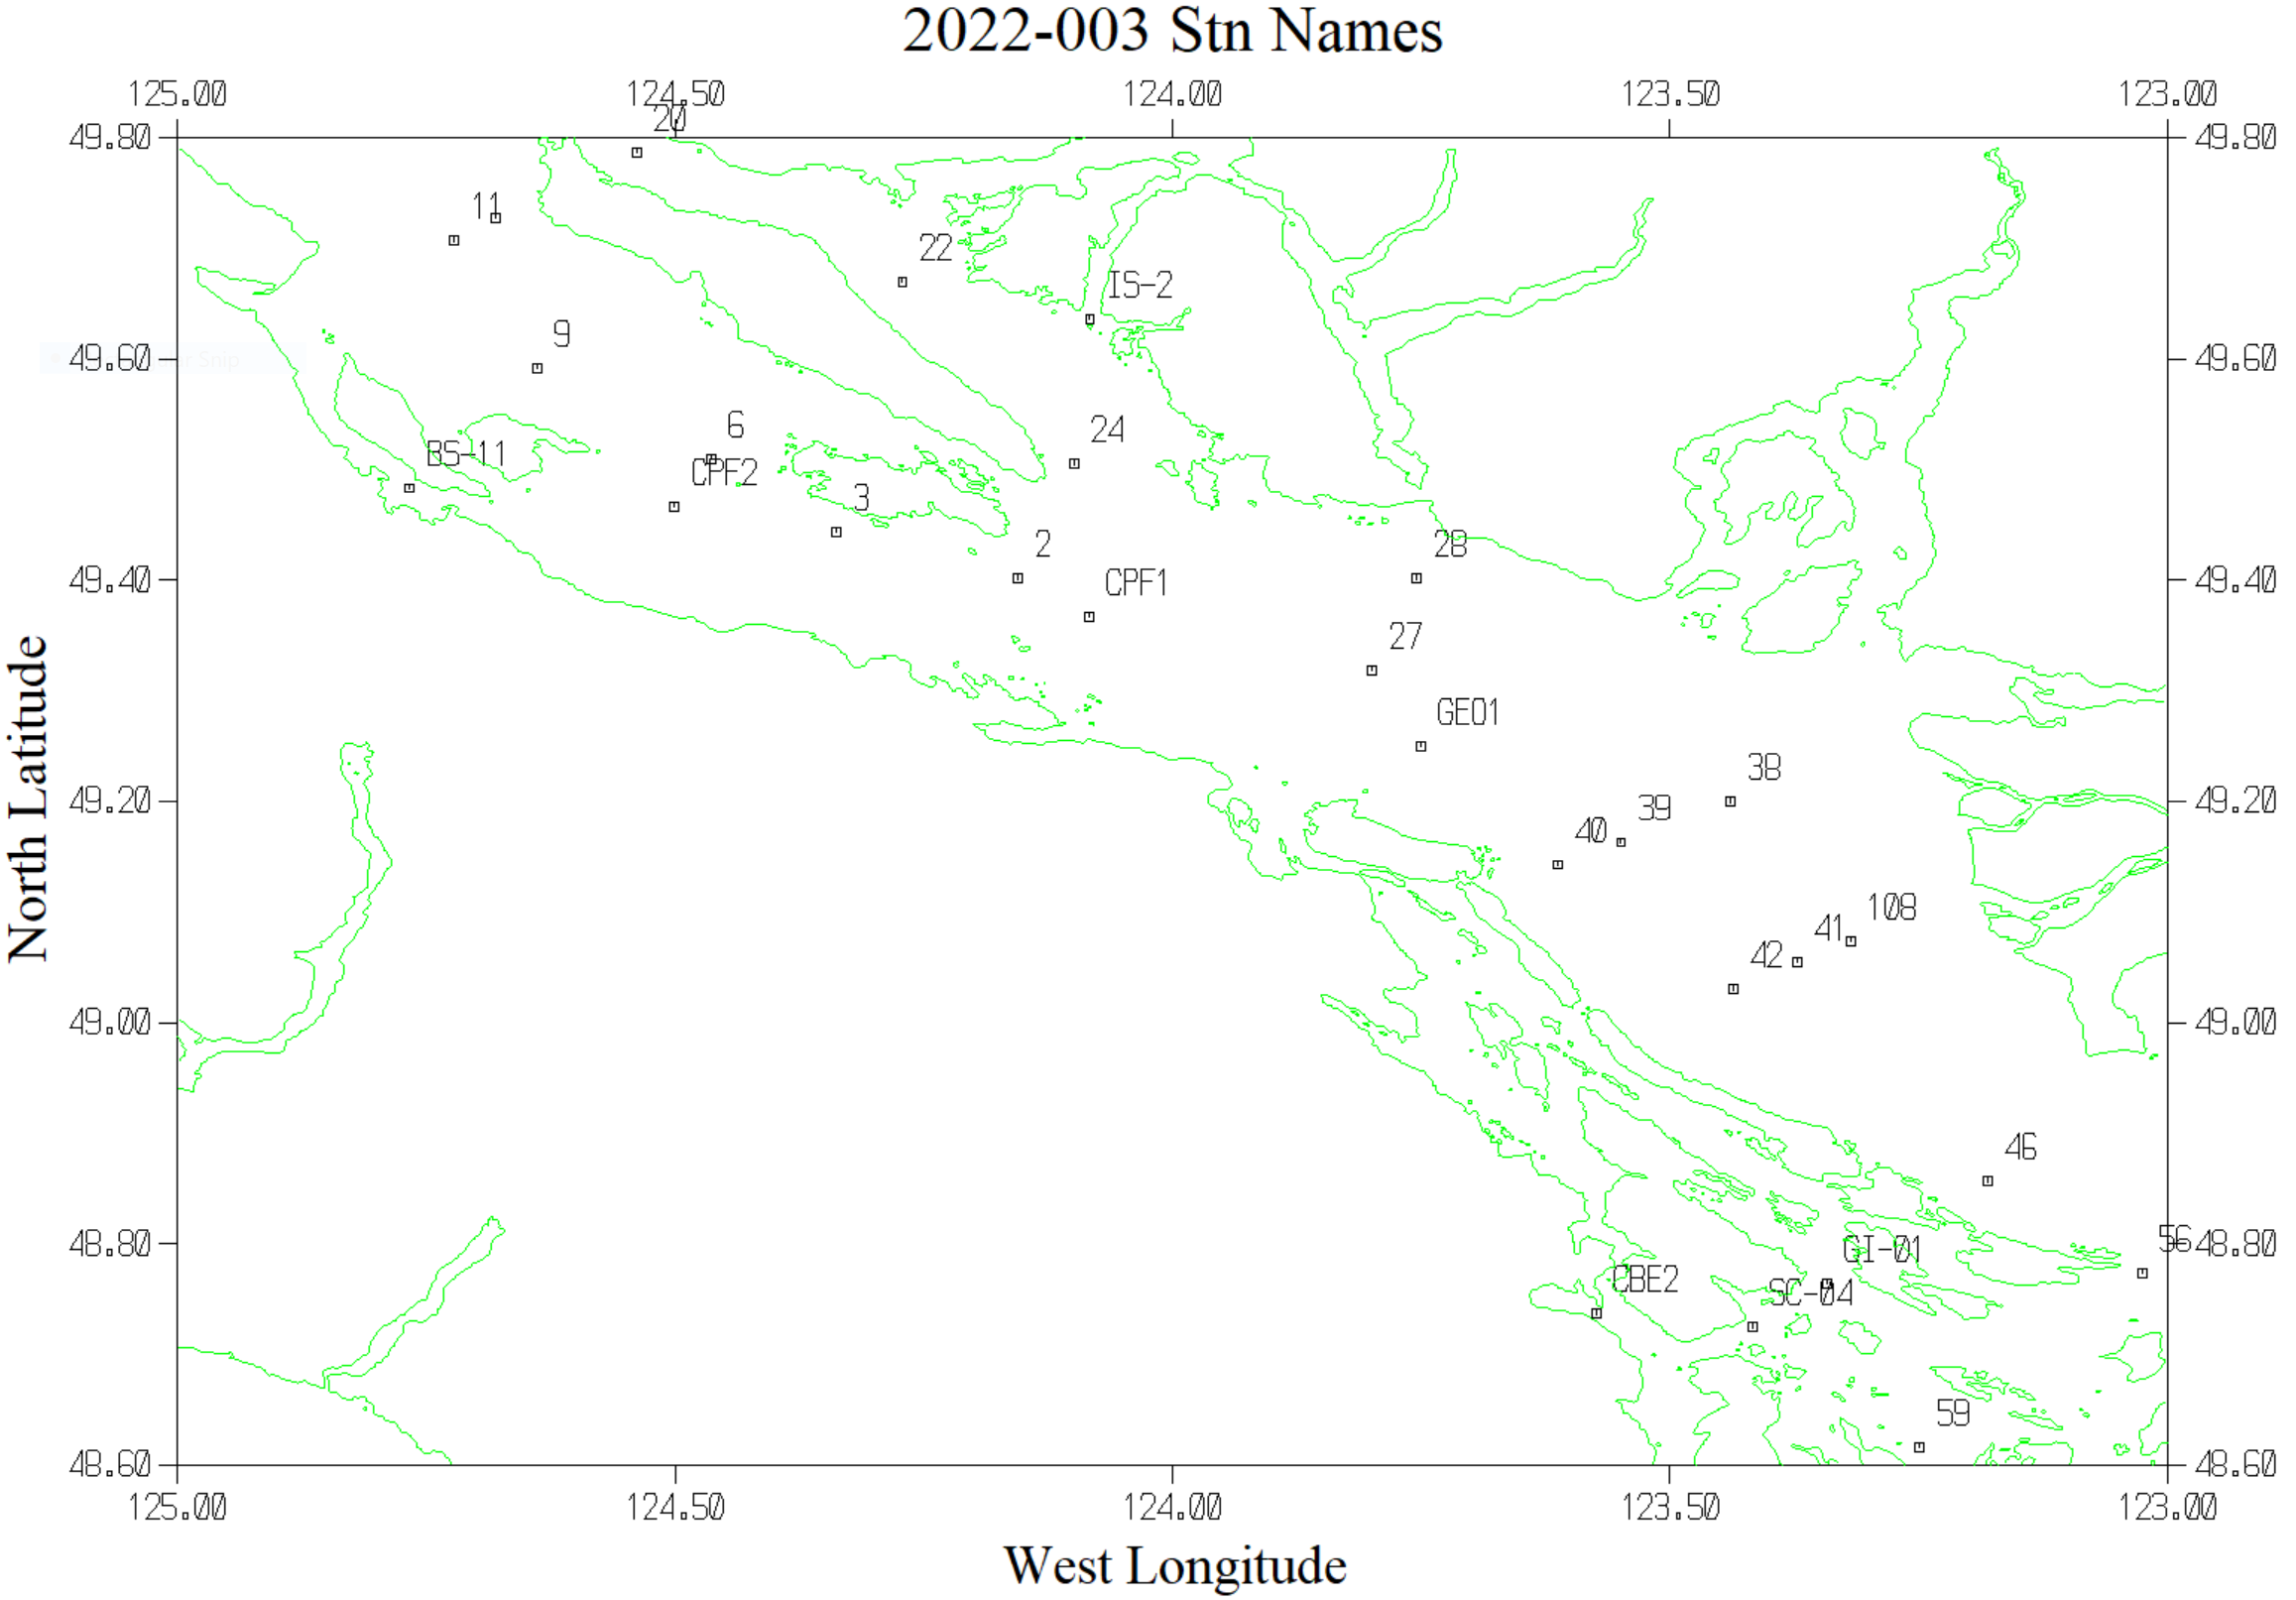 2022-003 Stn Names
125.00 124.50 124.00 123.50 123.00
20
49.80 49.80
11
22
IS-2
9
49.60 49.60
6
24
BS-11
CPF2
3
2
28
CPF1
49.40 49.40
27
GEO1
38
49.20 49.20
39
40
108
41
42
49.00 49.00
46
56
48.80 48.80
GI-01
CBE2
SC-04
59
48.60 48.60
125.00 124.50 124.00 123.50 123.00
West Longitude
North Latitude